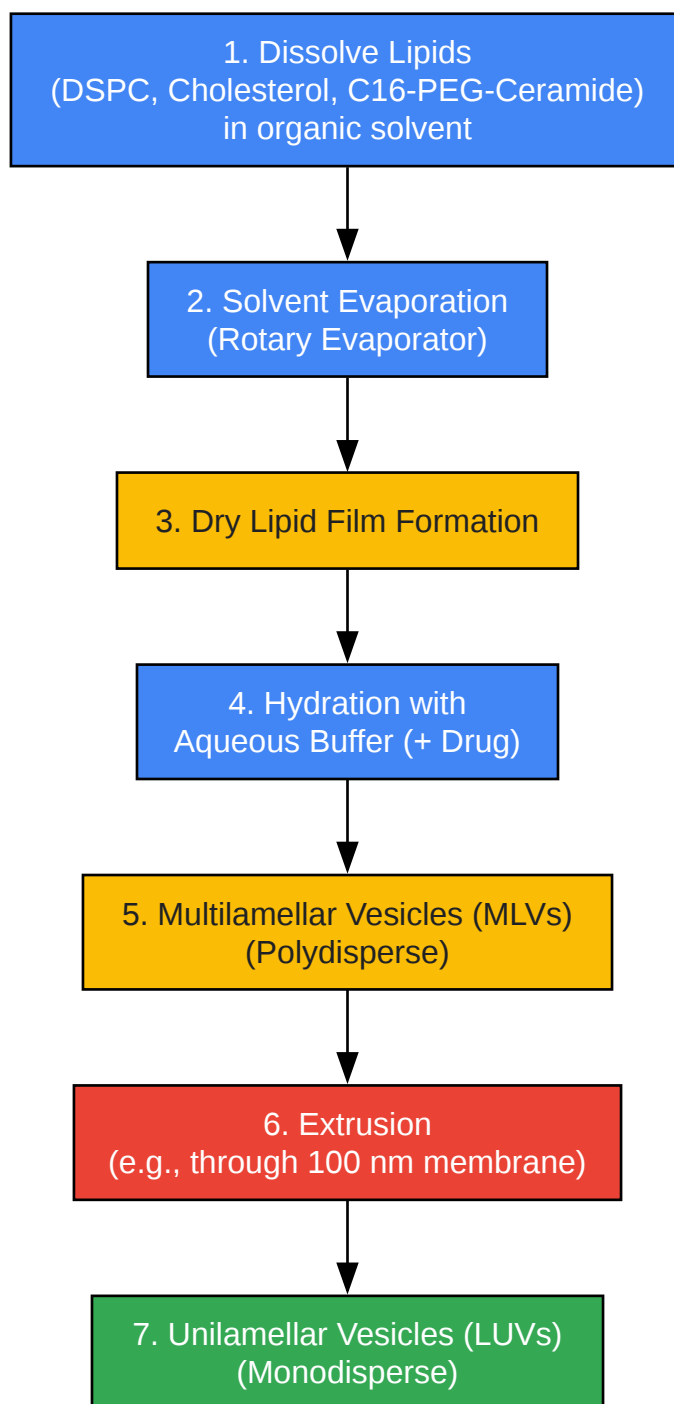 1. Dissolve Lipids
(DSPC, Cholesterol, C16-PEG-Ceramide)
in organic solvent
2. Solvent Evaporation
(Rotary Evaporator)
3. Dry Lipid Film Formation
4. Hydration with
Aqueous Buffer (+ Drug)
5. Multilamellar Vesicles (MLVs)
(Polydisperse)
6. Extrusion
(e.g., through 100 nm membrane)
7. Unilamellar Vesicles (LUVs)
(Monodisperse)